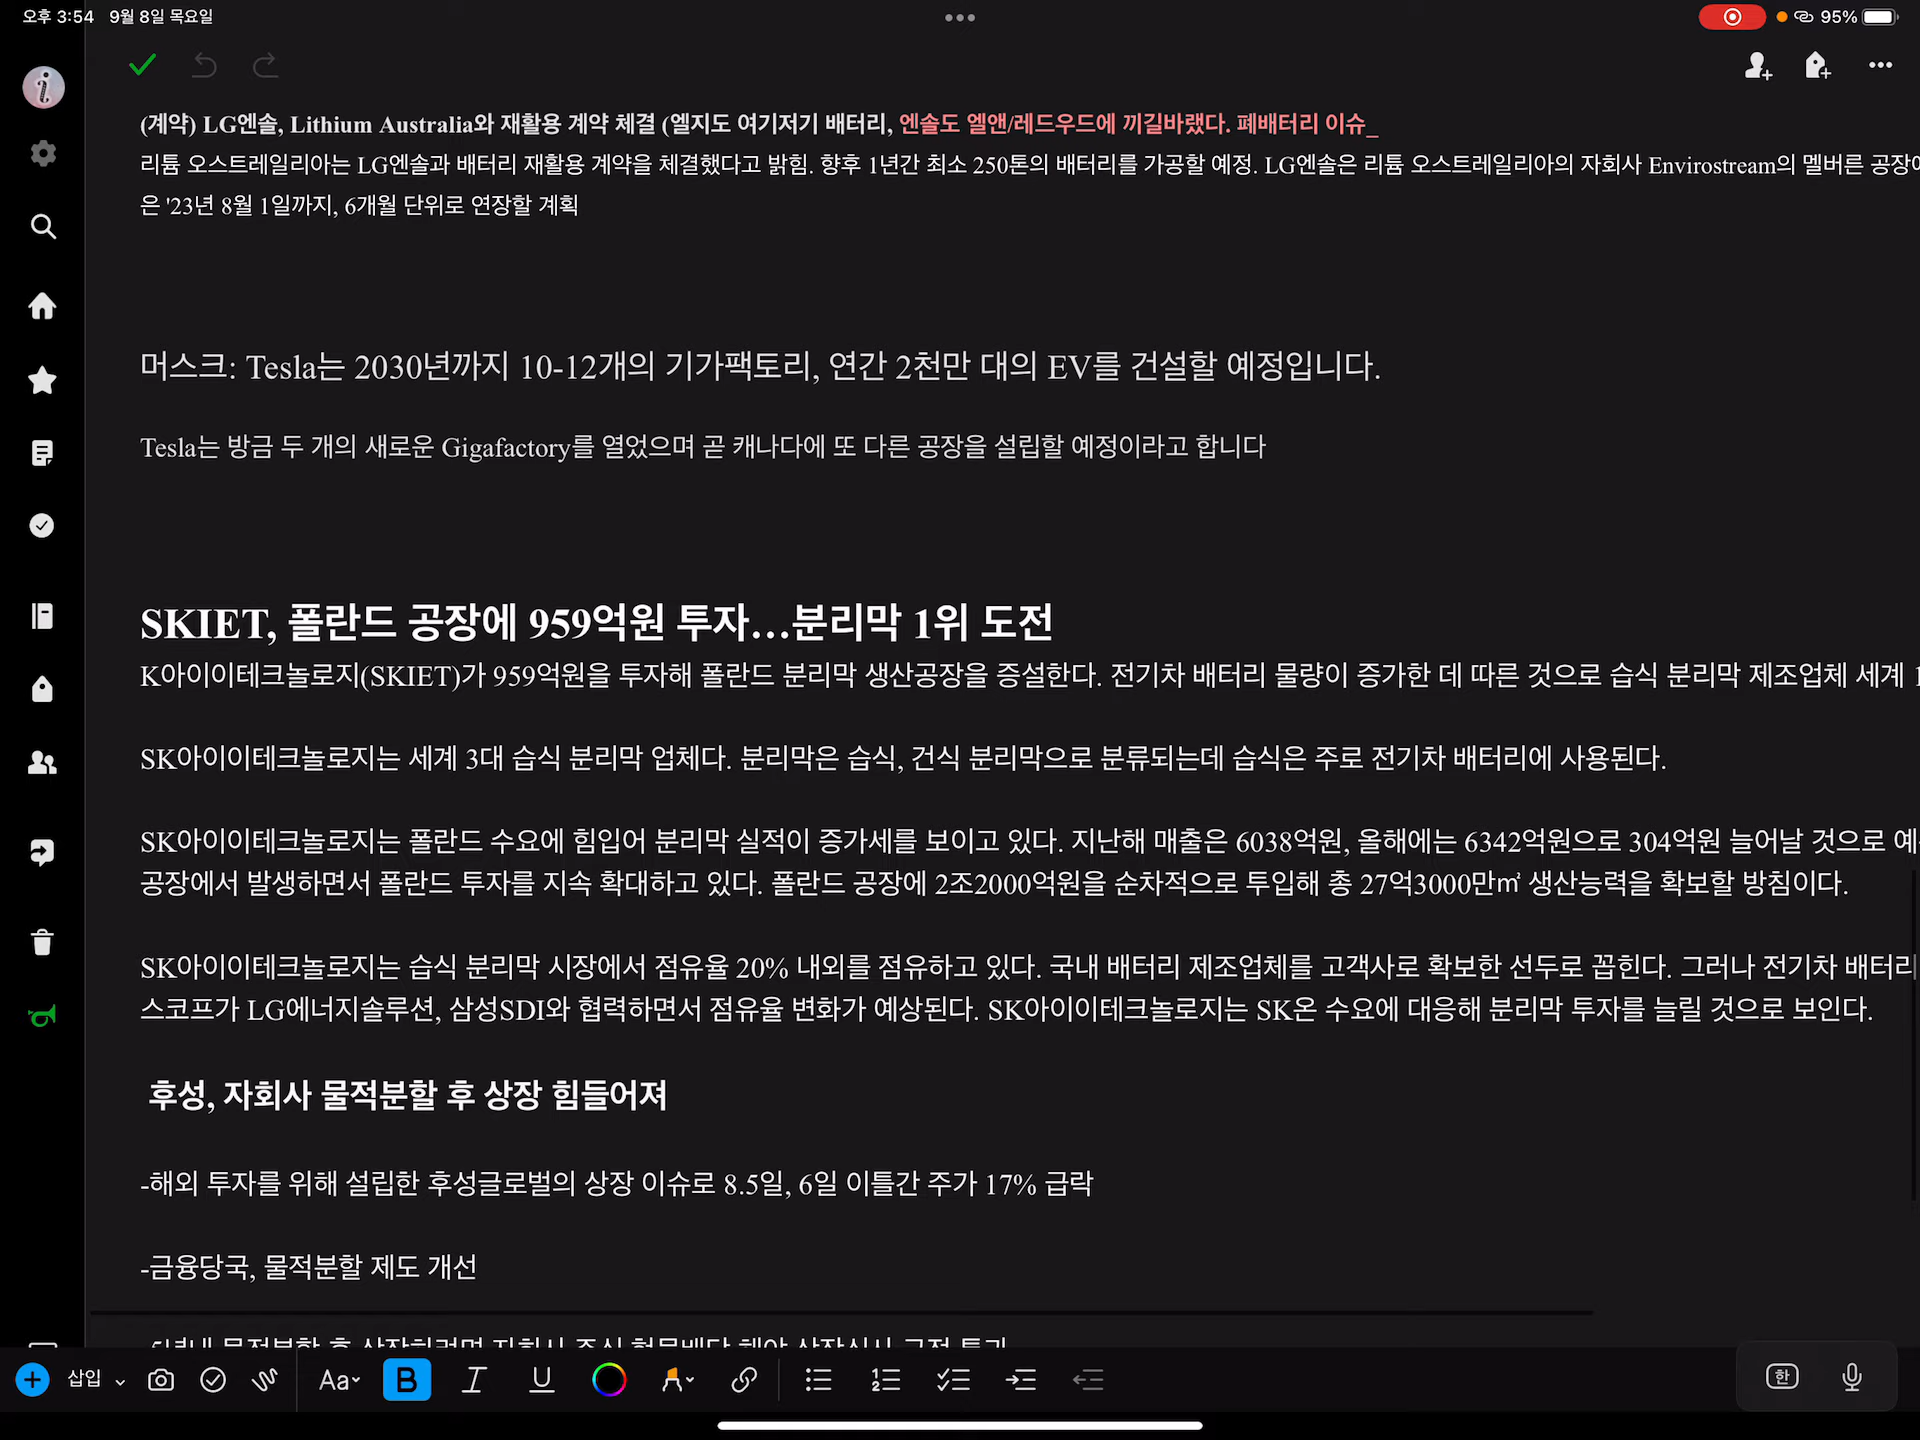 오후 3:54 9월 8일 목요일
95%
(계약) LG엔솔, Lithium Australia와 재활용 계약 체결 (엘지도 여기저기 배터리, 엔솔도 엘앤/레드우드에 끼길바랬다. 폐배터리 이슈_
리튬 오스트레일리아는 LG엔솔과 배터리 재활용 계약을 체결했다고 밝힘. 향후 1년간 최소 250톤의 배터리를 가공할 예정. LG엔솔은 리튬 오스트레일리아의 자회사 Envirostream의 멜버른 공장에
은 '23년 8월 1일까지, 6개월 단위로 연장할 계획
머스크: Tesla는 2030년까지 10-12개의 기가팩토리, 연간 2천만 대의 EV를 건설할 예정입니다.
Tesla는 방금 두 개의 새로운 Gigafactory를 열었으며 곧 캐나다에 또 다른 공장을 설립할 예정이라고 합니다
SKIET, 폴란드 공장에 959억원 투자...분리막 1위 도전
K아이이테크놀로지(SKIET)가 959억원을 투자해 폴란드 분리막 생산공장을 증설한다. 전기차 배터리 물량이 증가한 데 따른 것으로 습식 분리막 제조업체 세계 1
SK아이이테크놀로지는 세계 3대 습식 분리막 업체다. 분리막은 습식, 건식 분리막으로 분류되는데 습식은 주로 전기차 배터리에 사용된다.
SK아이이테크놀로지는 폴란드 수요에 힘입어 분리막 실적이 증가세를 보이고 있다. 지난해 매출은 6038억원, 올해에는 6342억원으로 304억원 늘어날 것으로 예
공장에서 발생하면서 폴란드 투자를 지속 확대하고 있다. 폴란드 공장에 2조2000억원을 순차적으로 투입해 총 27억3000만㎡ 생산능력을 확보할 방침이다.
SK아이이테크놀로지는 습식 분리막 시장에서 점유율 20% 내외를 점유하고 있다. 국내 배터리 제조업체를 고객사로 확보한 선두로 꼽힌다. 그러나 전기차 배터리
스코프가 LG에너지솔루션, 삼성SDI와 협력하면서 점유율 변화가 예상된다. SK아이이테크놀로지는 SK온 수요에 대응해 분리막 투자를 늘릴 것으로 보인다.
후성, 자회사 물적분할 후 상장 힘들어져
-해외 투자를 위해 설립한 후성글로벌의 상장 이슈로 8.5일, 6일 이틀간 주가 17% 급락
-금융당국, 물적분할 제도 개선
-5년내 물적분할 후 상장하려면 자회사 주식 현물배당 해야 상장심사 규정 통과
삽입 Aa B I U 한